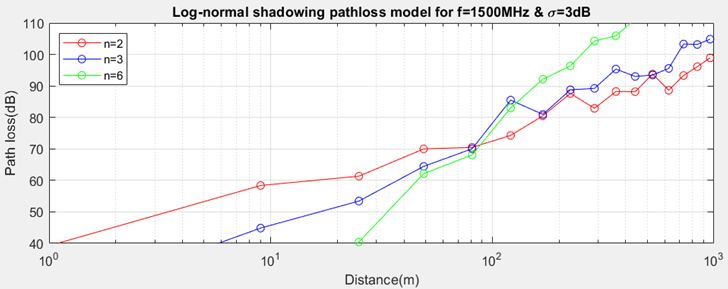 Log-normal shadowing pathloss model for f=1500MHz & σ=3dB
110
100
90
80
70
60
50
40
Path loss(dB)
n=2
n=3
n=6
10⁰
10¹
10²
10³
Distance(m)